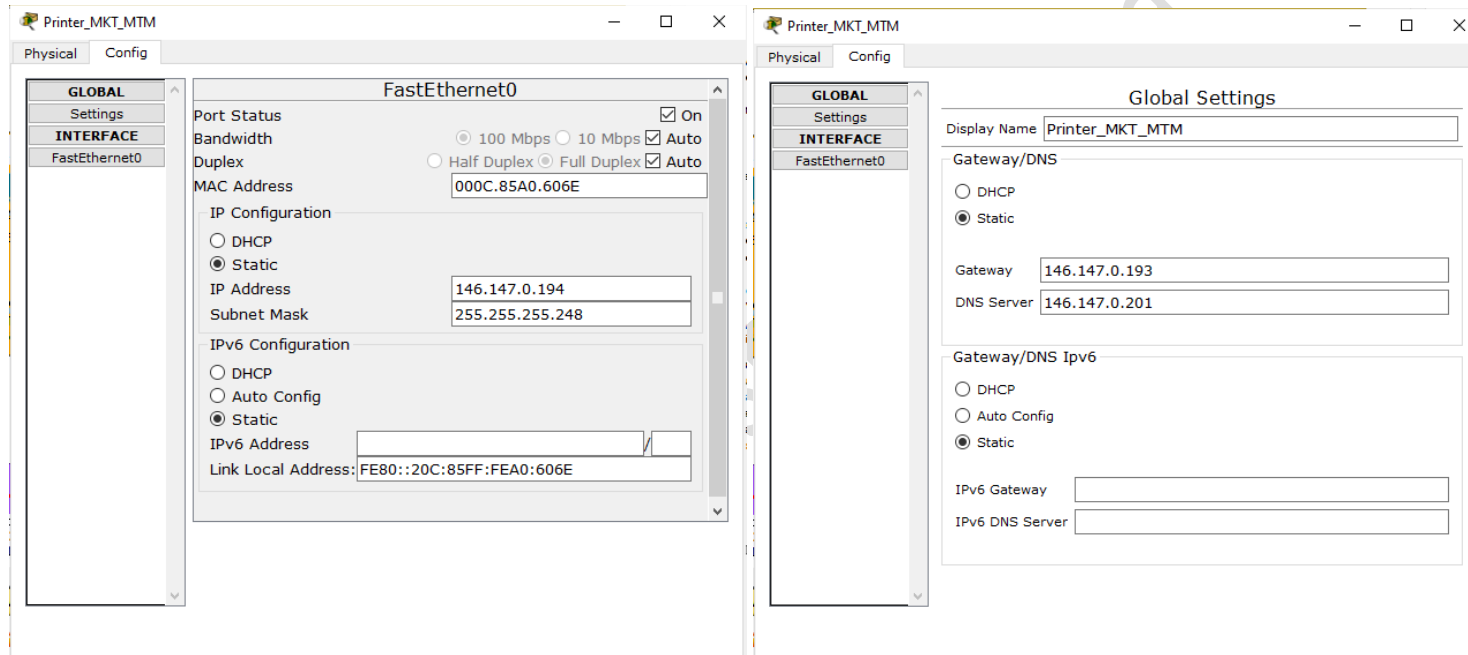 Printer_MKT_MTM
Physical Config
GLOBAL
Settings
INTERFACE
FastEthernet0
FastEthernet0
Port Status On
Bandwidth 100 Mbps 10 Mbps Auto
Duplex Half Duplex Full Duplex Auto
MAC Address 000C.85A0.606E
IP Configuration
DHCP
Static
IP Address 146.147.0.194
Subnet Mask 255.255.255.248
IPv6 Configuration
DHCP
Auto Config
Static
IPv6 Address /
Link Local Address: FE80::20C:85FF:FEA0:606E
Printer_MKT_MTM
Physical Config
GLOBAL
Settings
INTERFACE
FastEthernet0
Global Settings
Display Name Printer_MKT_MTM
Gateway/DNS
DHCP
Static
Gateway 146.147.0.193
DNS Server 146.147.0.201
Gateway/DNS Ipv6
DHCP
Auto Config
Static
IPv6 Gateway
IPv6 DNS Server